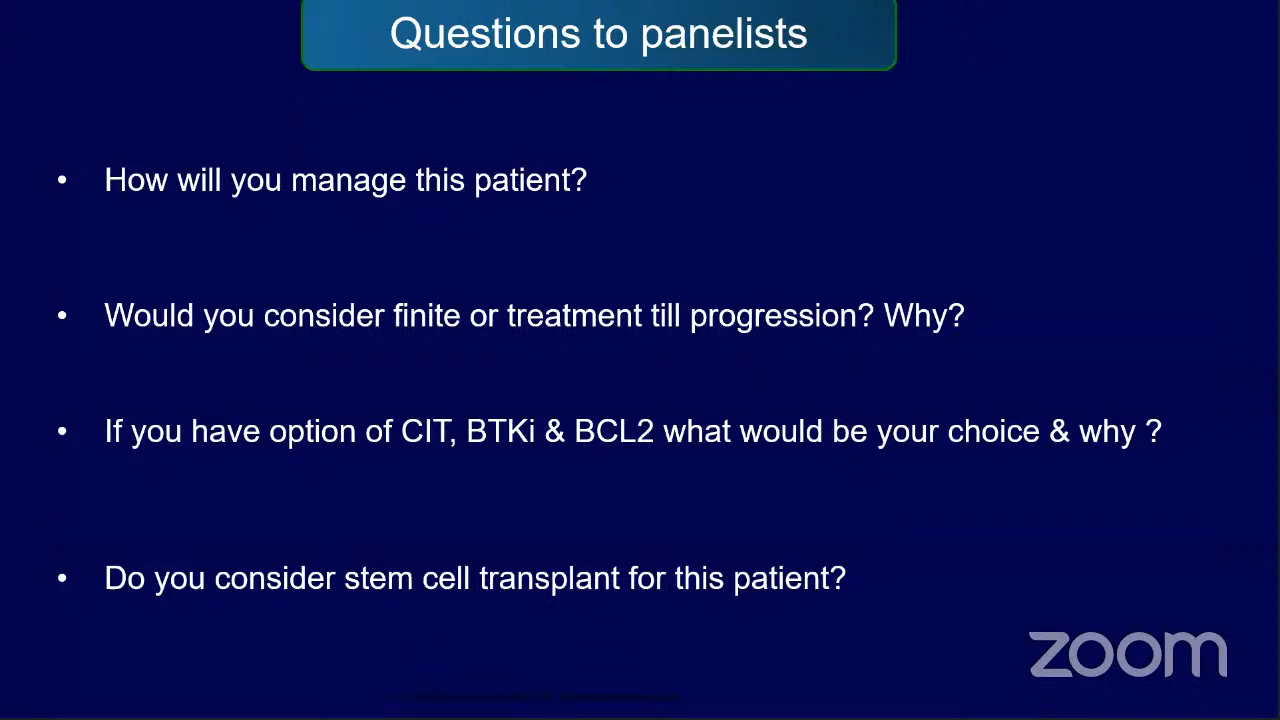 Questions to panelists
• How will you manage this patient?
• Would you consider finite or treatment till progression? Why?
• If you have option of CIT, BTKi & BCL2 what would be your choice & why ?
• Do you consider stem cell transplant for this patient?
zoom